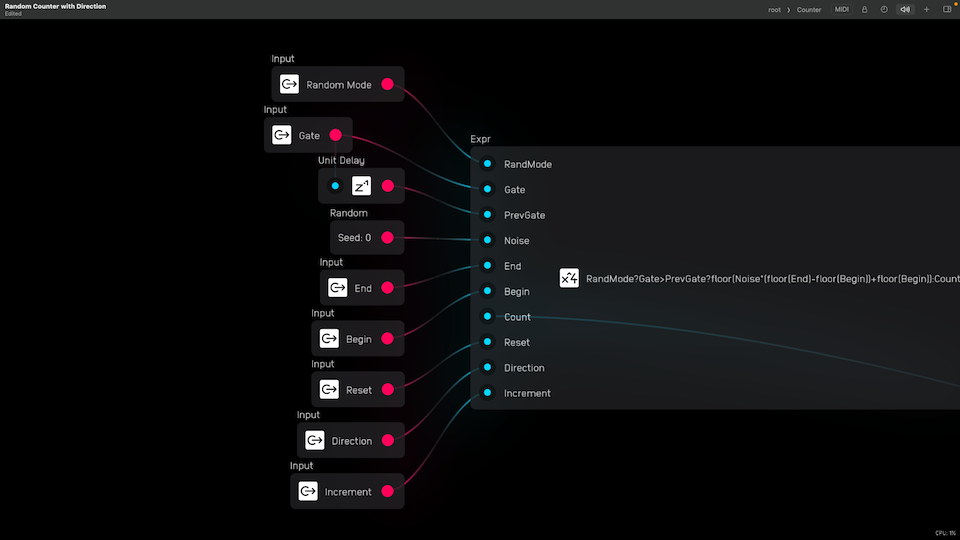 Random Counter with Direction
Edited
root > Counter
MIDI
Input
Random Mode
Input
Gate
Unit Delay
z-1
Random
Seed: 0
Input
End
Input
Begin
Input
Reset
Input
Direction
Input
Increment
Expr
RandMode
Gate
PrevGate
Noise
End
Begin
Count
Reset
Direction
Increment
x^4
RandMode?Gate>PrevGate?floor(Noise*(floor(End)-floor(Begin))+floor(Begin)):Count
CPU: 1%